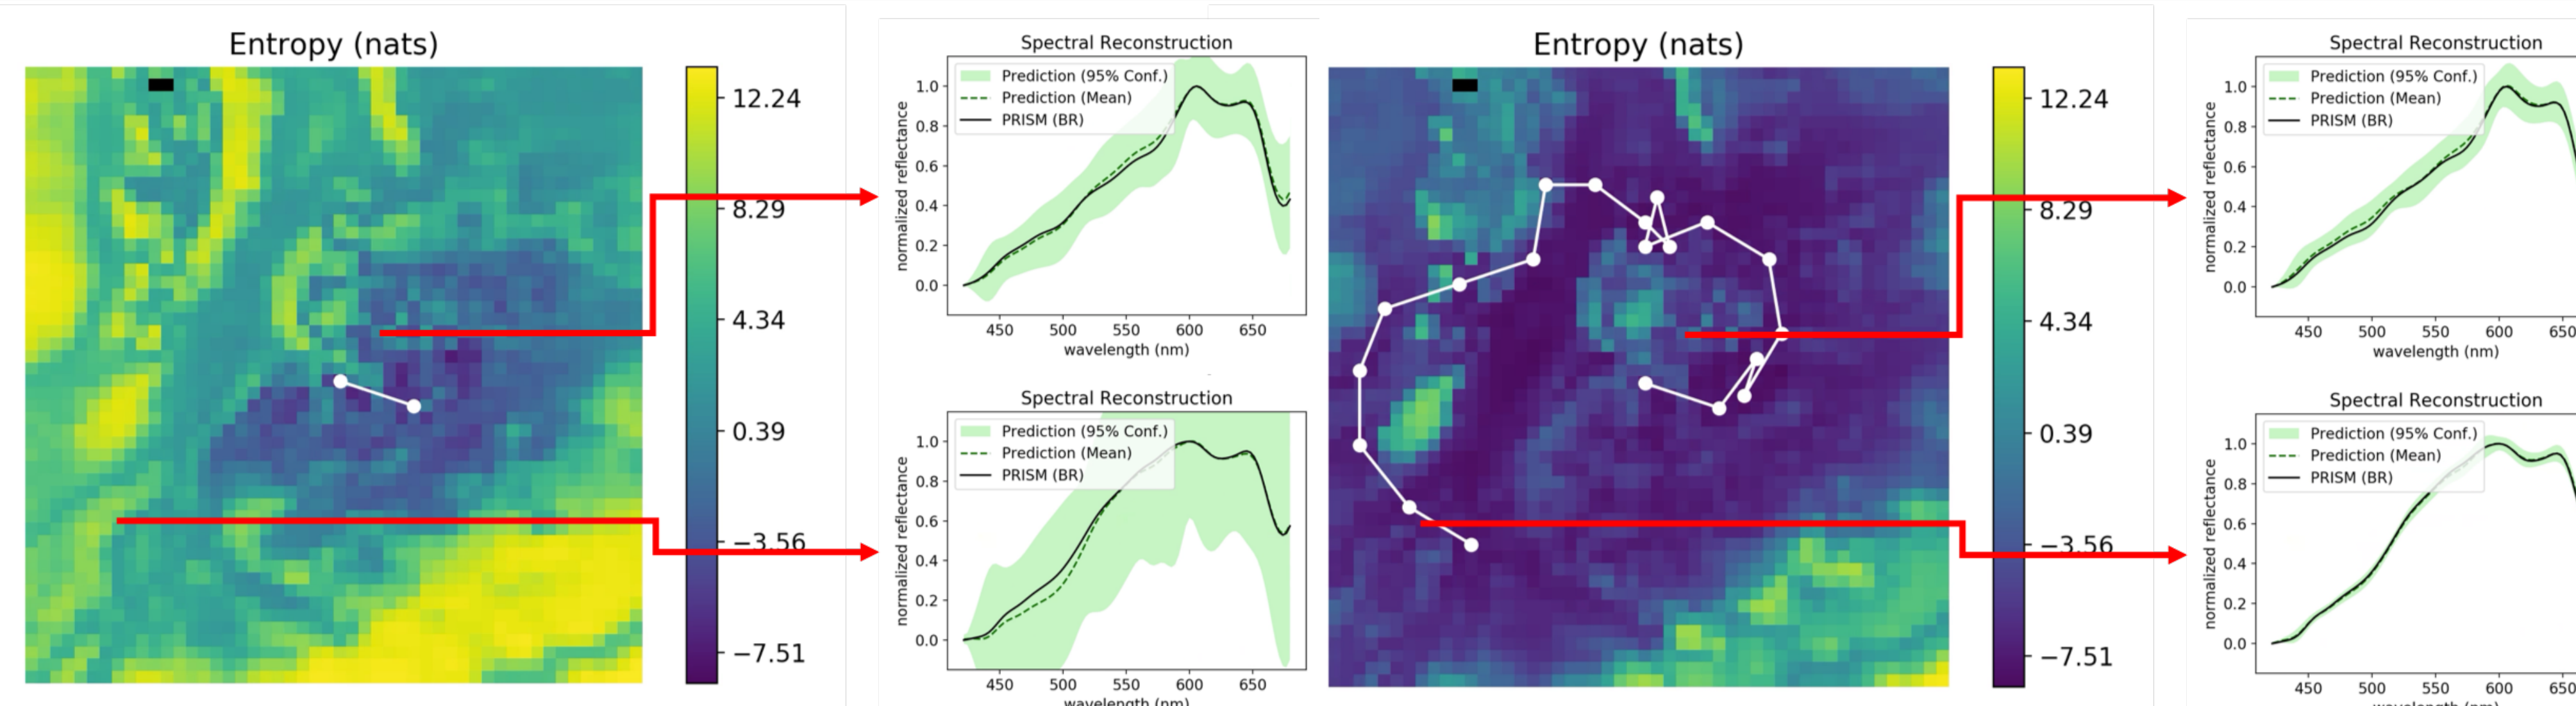 Entropy (nats)
12.24
8.29
4.34
0.39
−3.56
−7.51
Spectral Reconstruction
Prediction (95% Conf.)
Prediction (Mean)
PRISM (BR)
normalized reflectance
1.0
0.8
0.6
0.4
0.2
0.0
450 500 550 600 650
wavelength (nm)
Spectral Reconstruction
Prediction (95% Conf.)
Prediction (Mean)
PRISM (BR)
normalized reflectance
1.0
0.8
0.6
0.4
0.2
0.0
450 500 550 600 650
wavelength (nm)
Entropy (nats)
12.24
8.29
4.34
0.39
−3.56
−7.51
Spectral Reconstruction
Prediction (95% Conf.)
Prediction (Mean)
PRISM (BR)
normalized reflectance
1.0
0.8
0.6
0.4
0.2
0.0
450 500 550 600 650
wavelength (nm)
Spectral Reconstruction
Prediction (95% Conf.)
Prediction (Mean)
PRISM (BR)
normalized reflectance
1.0
0.8
0.6
0.4
0.2
0.0
450 500 550 600 650
wavelength (nm)